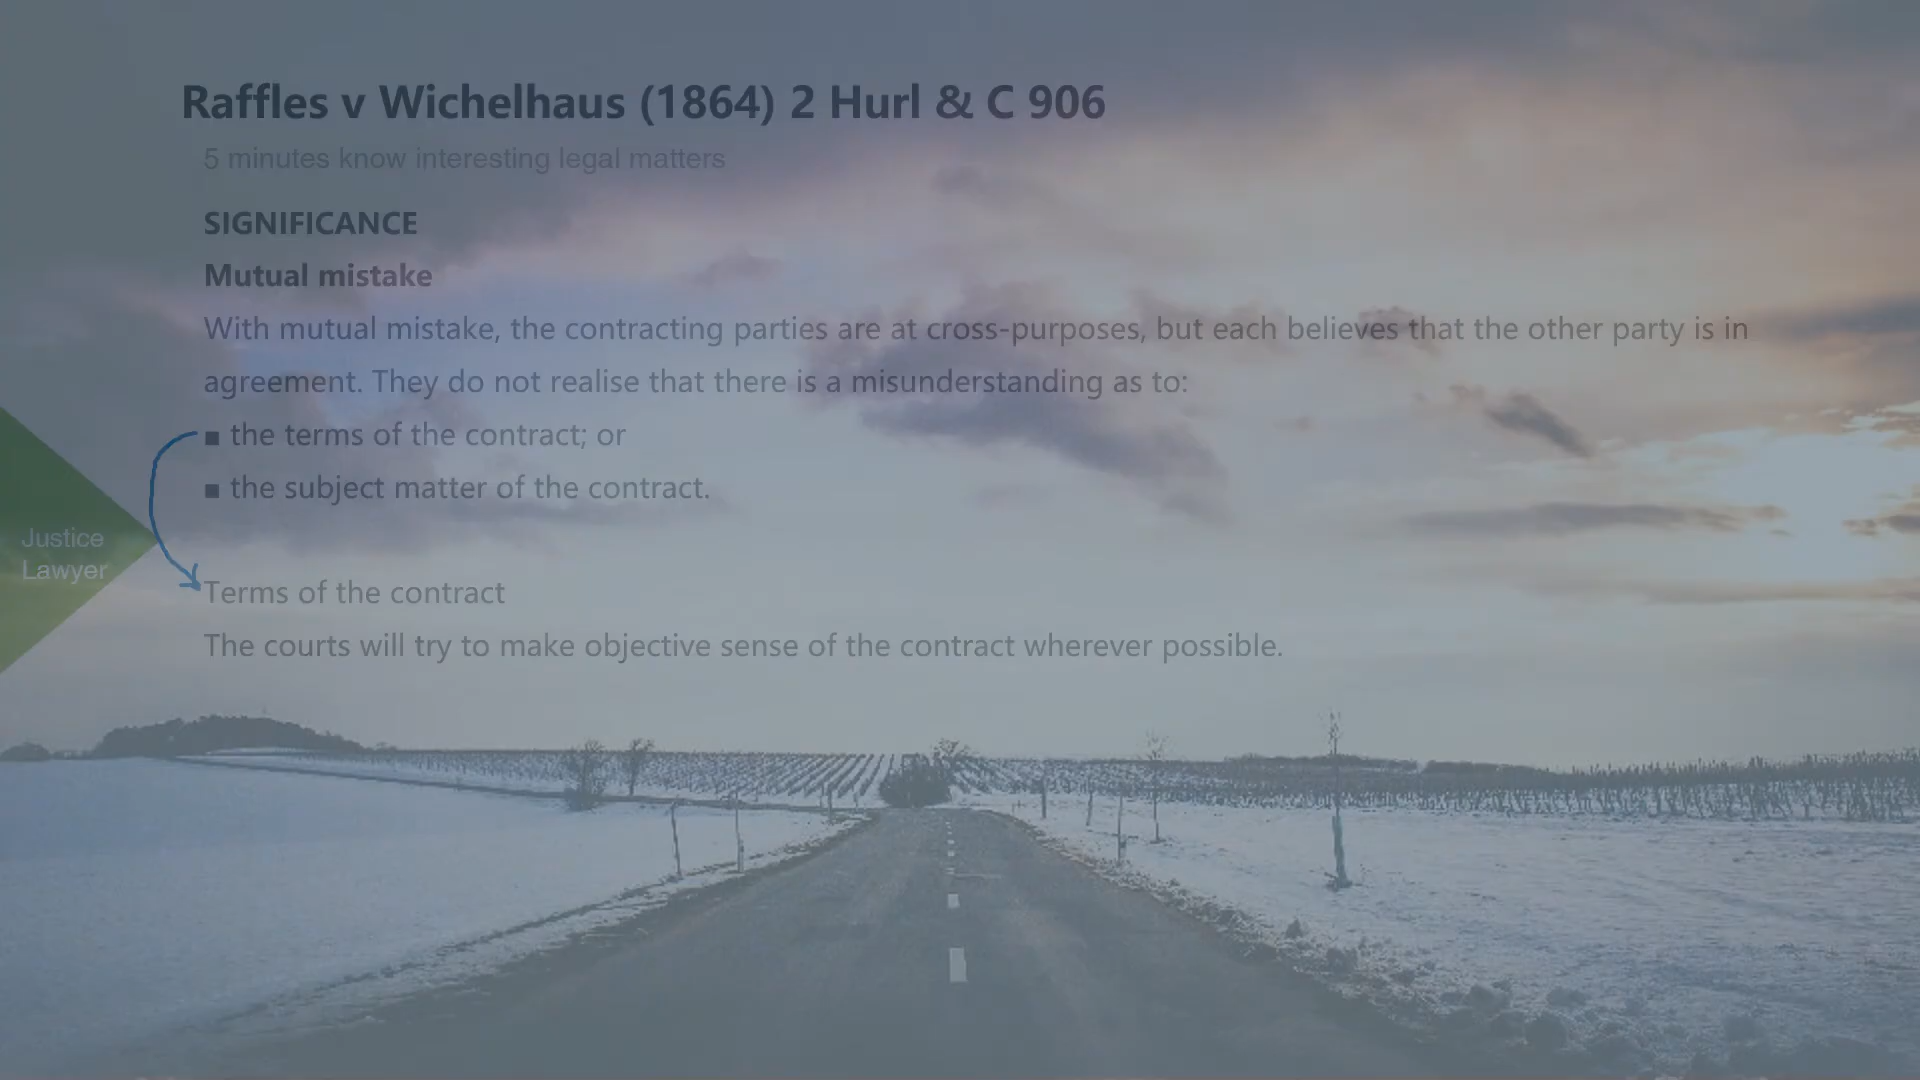 Raffles v Wichelhaus (1864) 2 Hurl & C 906
5 minutes know interesting legal matters
SIGNIFICANCE
Mutual mistake
With mutual mistake, the contracting parties are at cross-purposes, but each believes that the other party is in
agreement. They do not realise that there is a misunderstanding as to:
▪ the terms of the contract; or
▪ the subject matter of the contract.
Justice
Lawyer
Terms of the contract
The courts will try to make objective sense of the contract wherever possible.